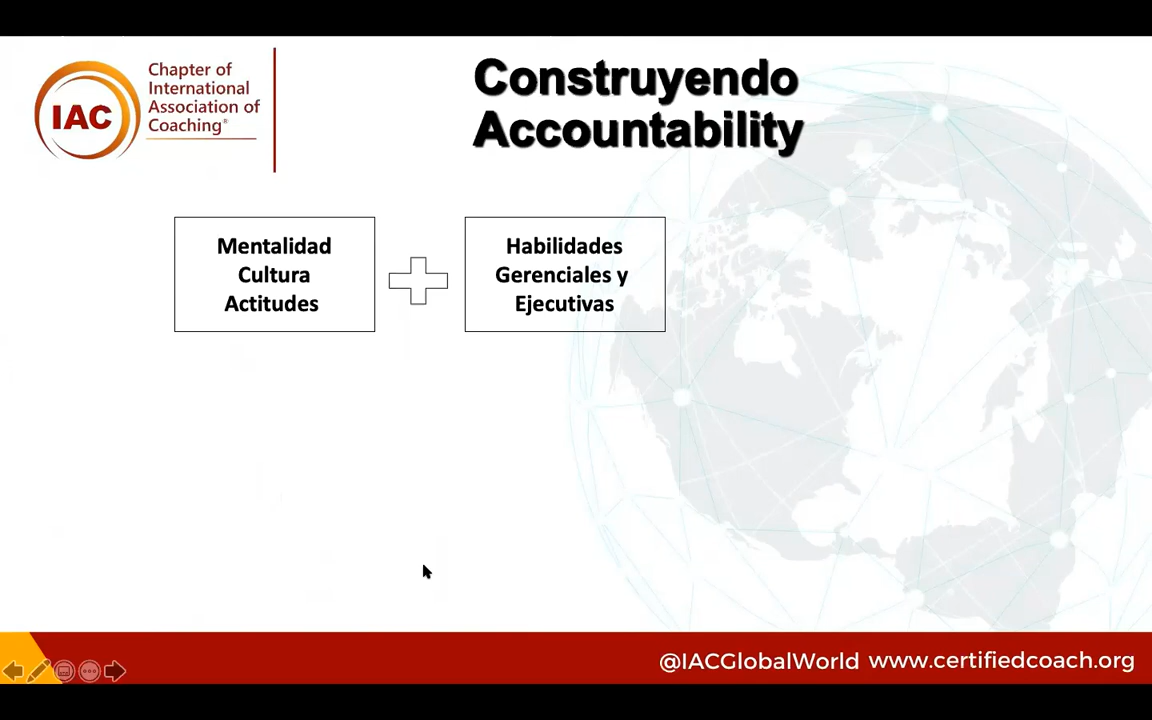 IAC
Chapter of
International
Association of
Coaching®
Construyendo
Accountability
Mentalidad
Cultura
Actitudes
Habilidades
Gerenciales y
Ejecutivas
@IACGlobalWorld www.certifiedcoach.org